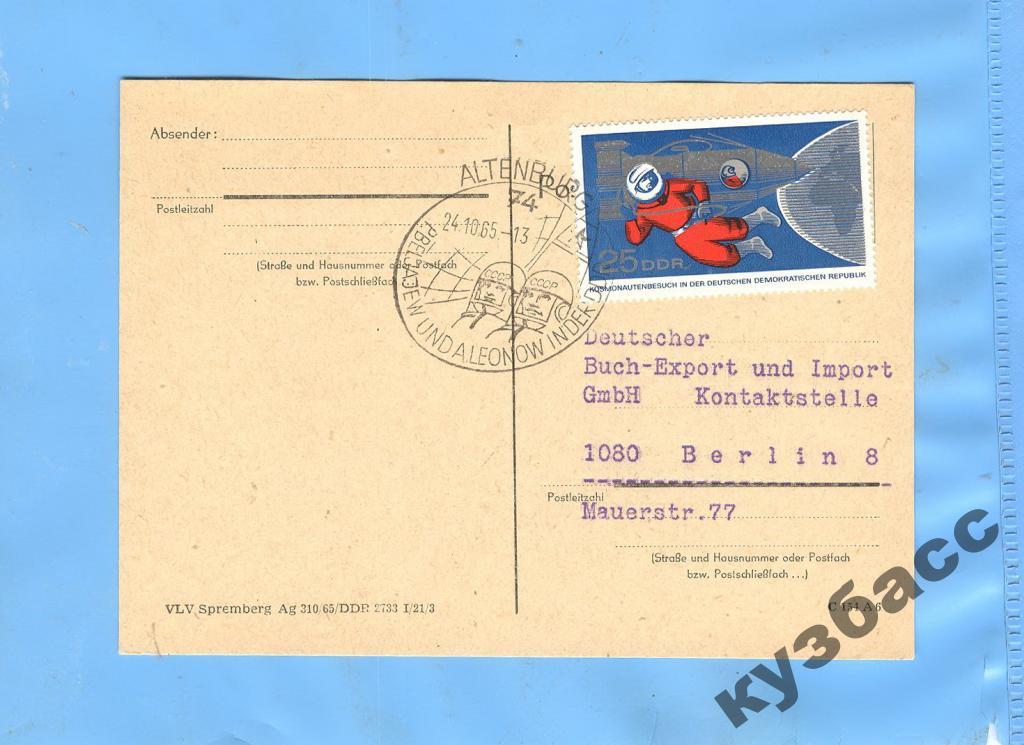 Absender:
Postleitzahl
(Straße und Hausnummer oder Postfach
bzw. Postschließfach
ALTENBURG
74
24.10.65-13
P.BELJAJEW UND A.LEONOW IN DER DDR
CCCP
CCCP
25 DDR
KOSMONAUTENBESUCH IN DER DEUTSCHEN DEMOKRATISCHEN REPUBLIK
Deutscher
Buch-Export und Import
GmbH Kontaktstelle
1080 Berlin 8
Postleitzahl
Mauerstr.77
(Straße und Hausnummer oder Postfach
bzw. Postschließfach ...)
VLV Spremberg Ag 310/65/DDR 2733 I/21/3
C 154 A 6
кузбасс